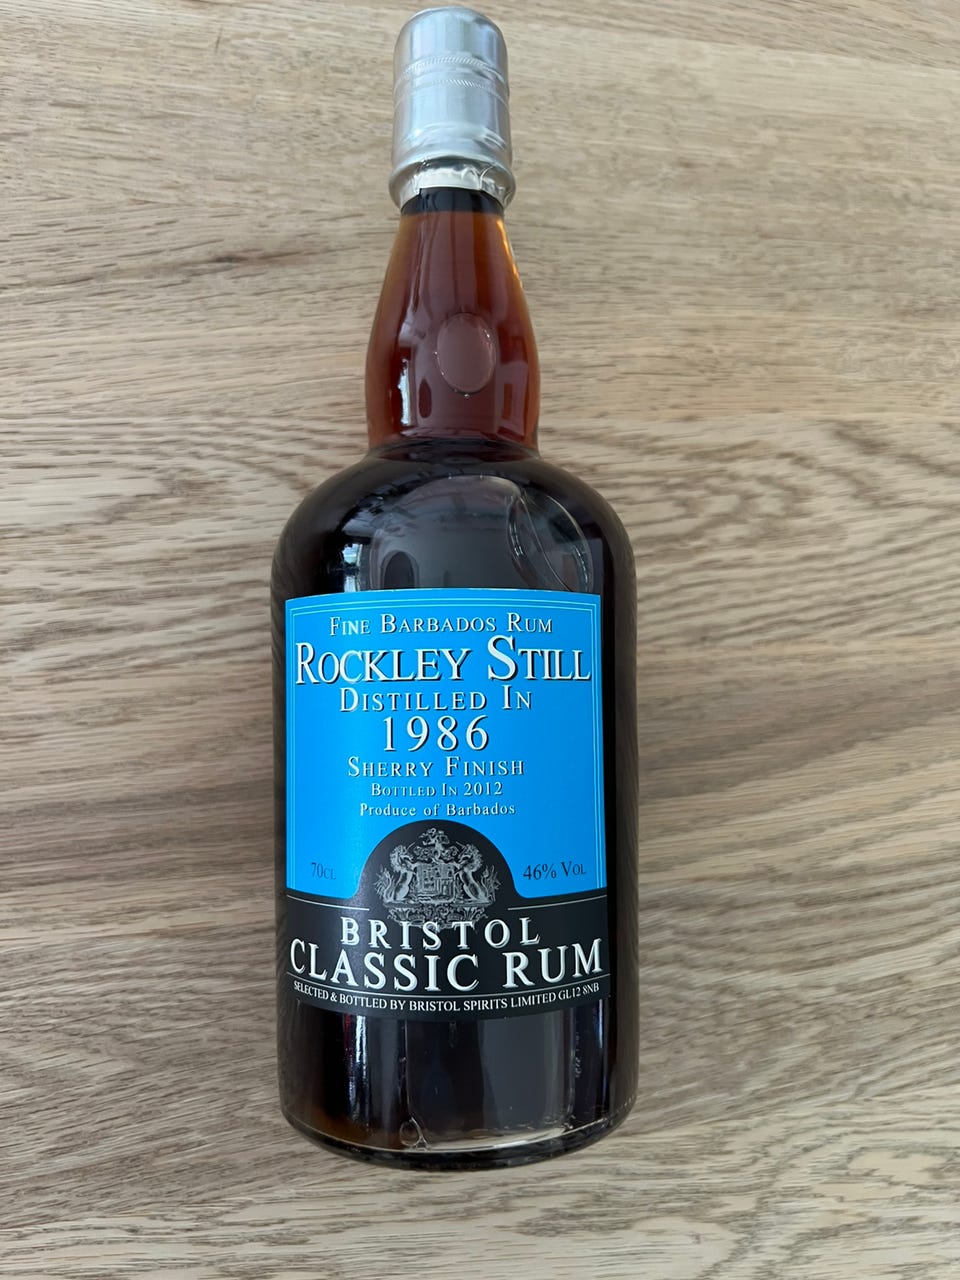 Fine Barbados Rum
Rockley Still
Distilled In
1986
Sherry Finish
Bottled In 2012
Produce of Barbados
70cl 46% Vol
BRISTOL
CLASSIC RUM
SELECTED & BOTTLED BY BRISTOL SPIRITS LIMITED GL12 8NB